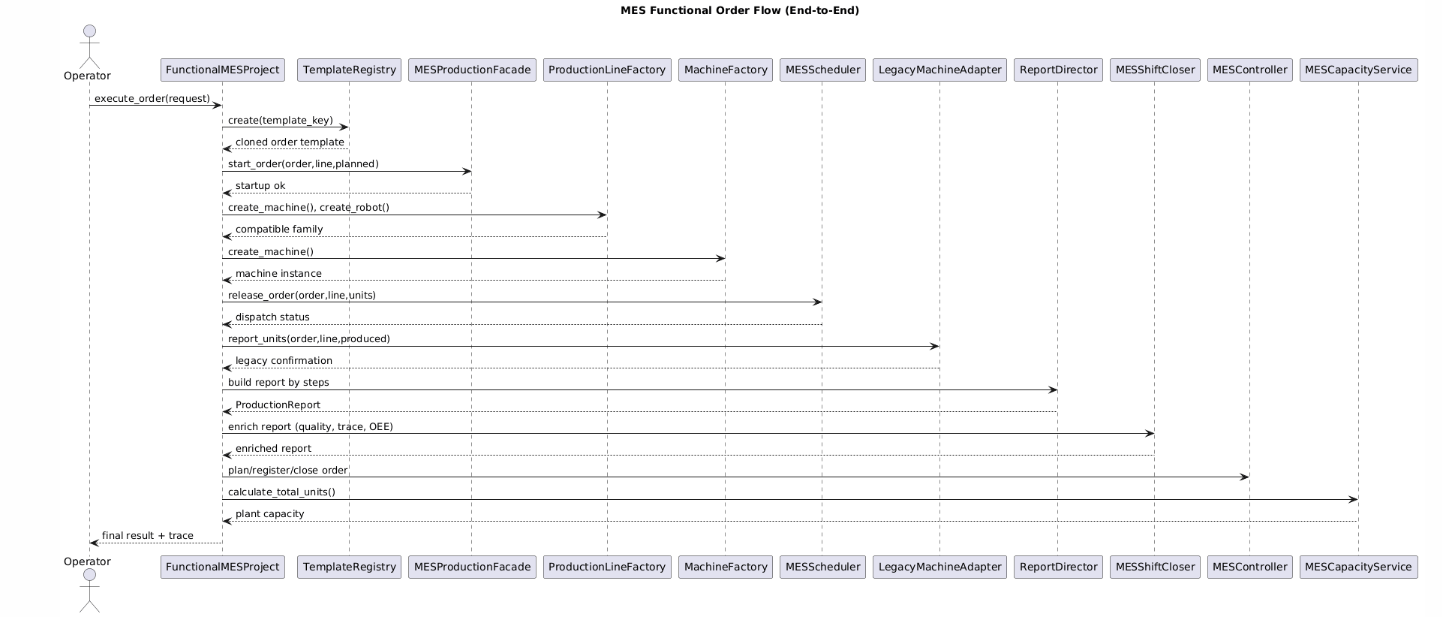 MES Functional Order Flow (End-to-End)
Operator
FunctionalMESProject TemplateRegistry MESProductionFacade ProductionLineFactory MachineFactory MESScheduler LegacyMachineAdapter ReportDirector MESShiftCloser MESController MESCapacityService
execute_order(request)
create(template_key)
cloned order template
start_order(order,line,planned)
startup ok
create_machine(), create_robot()
compatible family
create_machine()
machine instance
release_order(order,line,units)
dispatch status
report_units(order,line,produced)
legacy confirmation
build report by steps
ProductionReport
enrich report (quality, trace, OEE)
enriched report
plan/register/close order
calculate_total_units()
plant capacity
final result + trace
Operator
FunctionalMESProject TemplateRegistry MESProductionFacade ProductionLineFactory MachineFactory MESScheduler LegacyMachineAdapter ReportDirector MESShiftCloser MESController MESCapacityService